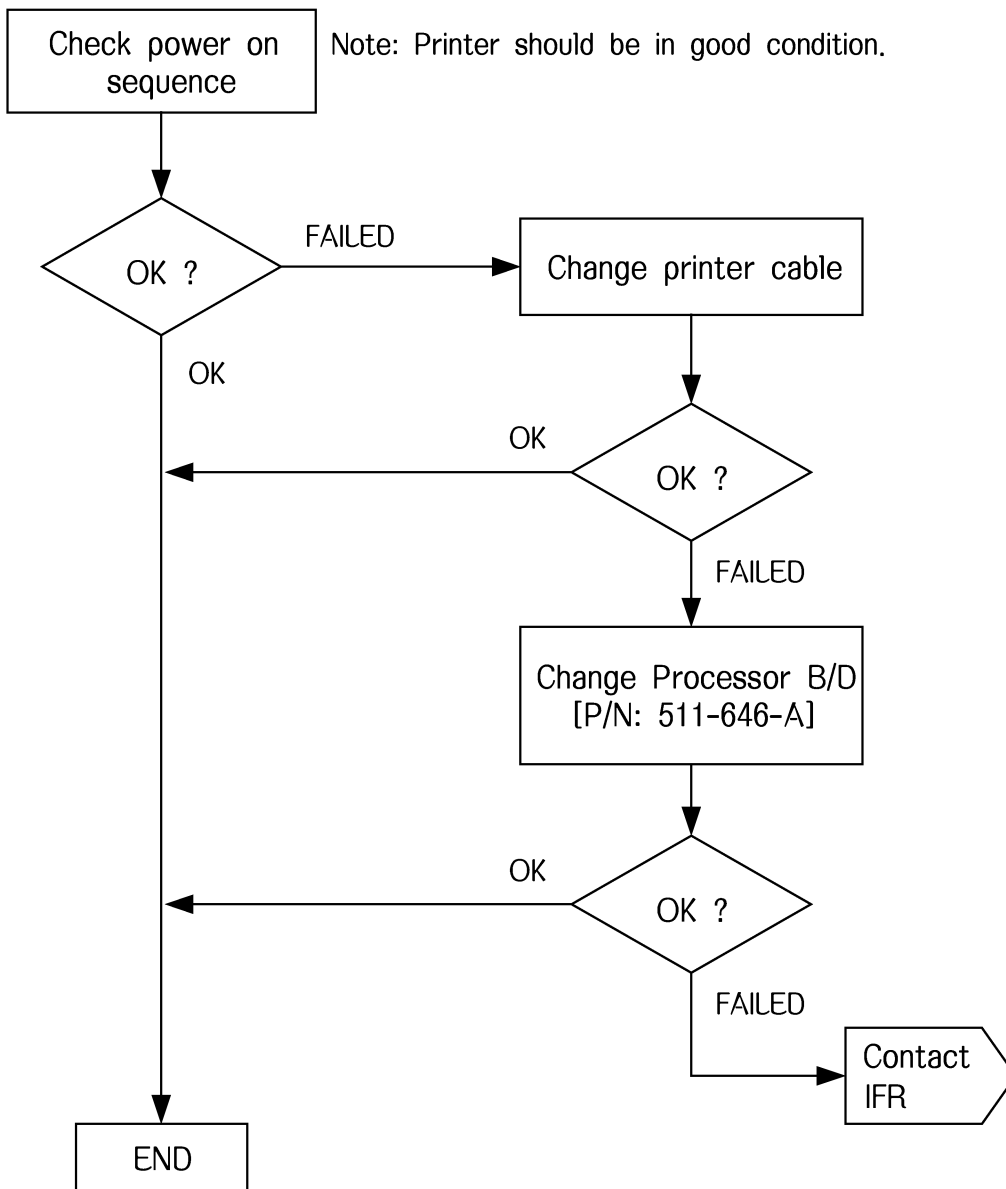 Check power on
sequence
Note: Printer should be in good condition.
OK ?
FAILED
Change printer cable
OK
OK
OK ?
FAILED
Change Processor B/D
[P/N: 511-646-A]
OK
OK ?
FAILED
Contact
IFR
END